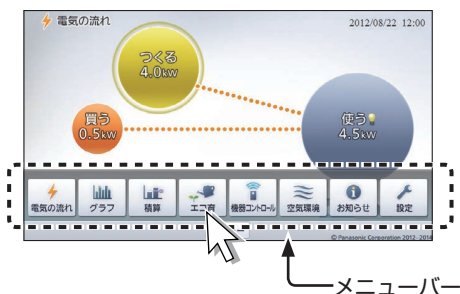 電気の流れ
2012/08/22 12:00
つくる
4.0kw
買う
0.5kw
使う
4.5kw
電気の流れ
グラフ
積算
エコ育
機器コントロール
空気環境
お知らせ
設定
© Panasonic Corporation 2012 - 2014
メニューバー